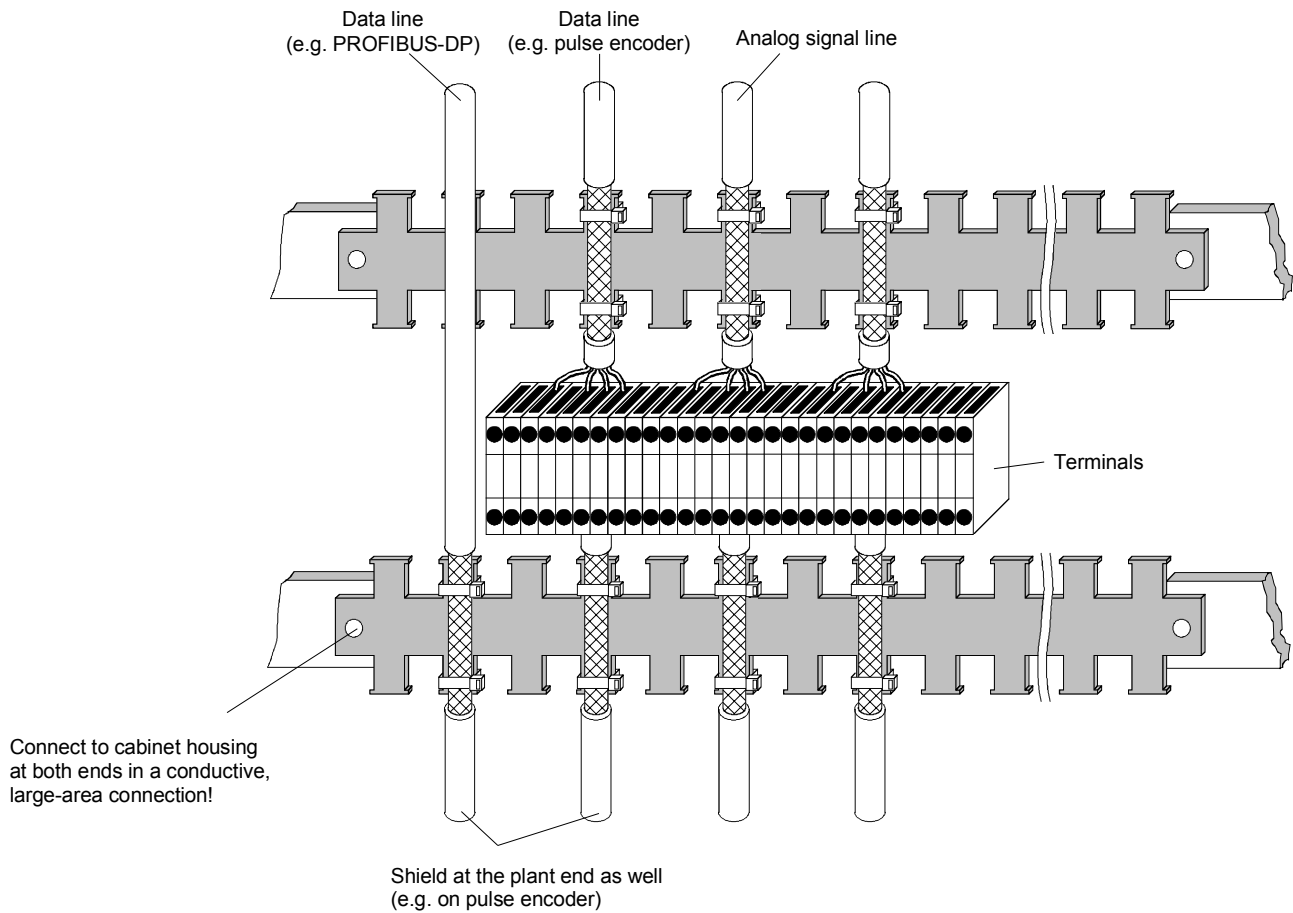 Data line
(e.g. PROFIBUS-DP)
Data line
(e.g. pulse encoder)
Analog signal line
Terminals
Connect to cabinet housing
at both ends in a conductive,
large-area connection!
Shield at the plant end as well
(e.g. on pulse encoder)